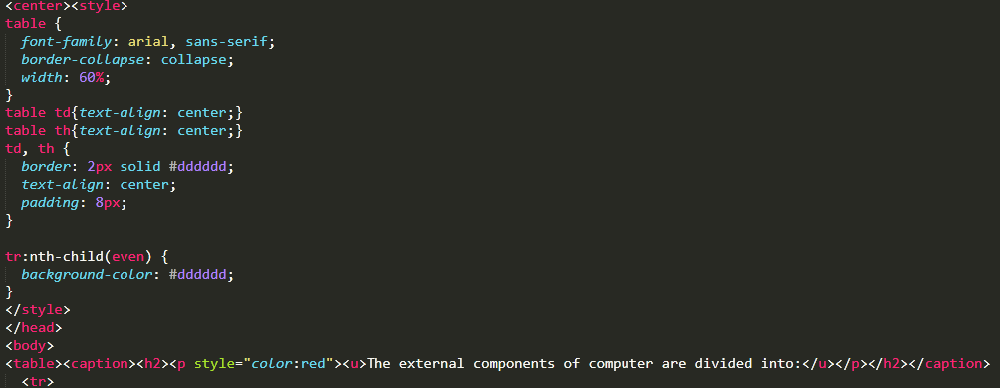 <center><style>
table {
  font-family: arial, sans-serif;
  border-collapse: collapse;
  width: 60%;
}
table td{text-align: center;}
table th{text-align: center;}
td, th {
  border: 2px solid #dddddd;
  text-align: center;
  padding: 8px;
}

tr:nth-child(even) {
  background-color: #dddddd;
}
</style>
</head>
<body>
<table><caption><h2><p style="color:red"><u>The external components of computer are divided into:</u></p></h2></caption>
  <tr>